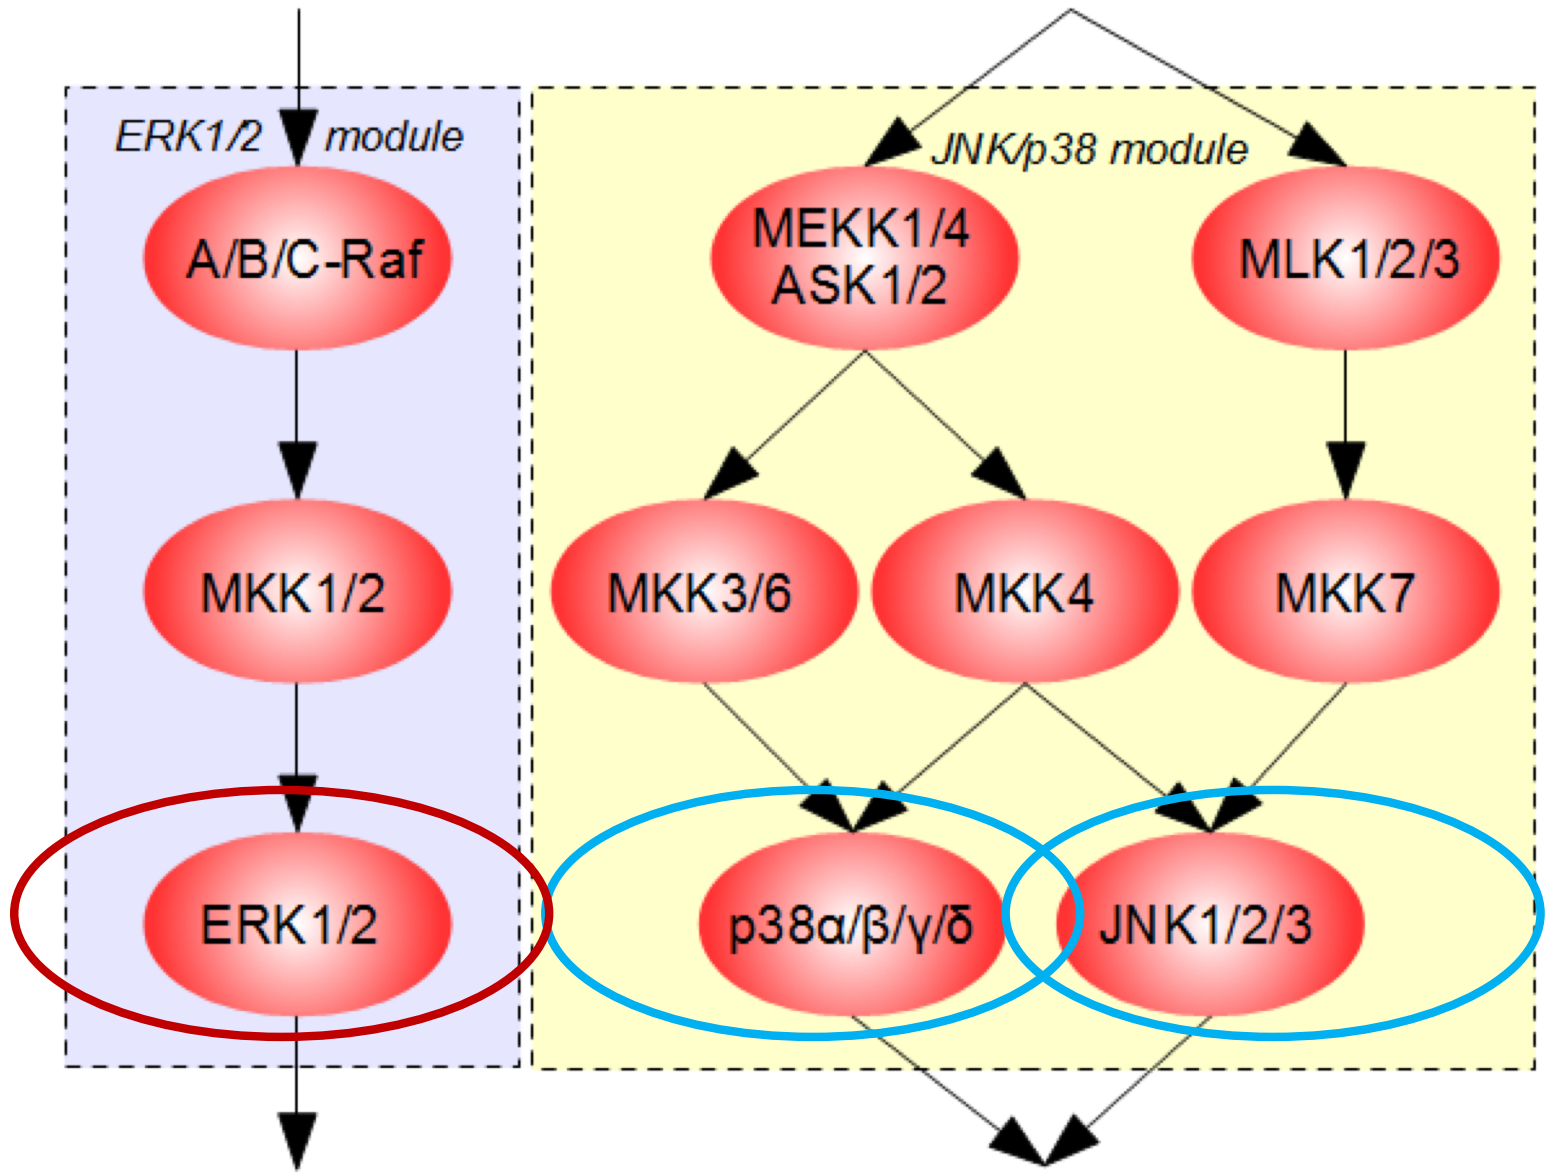 ERK1/2 module
JNK/p38 module
A/B/C-Raf
MEKK1/4
ASK1/2
MLK1/2/3
MKK1/2
MKK3/6
MKK4
MKK7
ERK1/2
p38α/β/γ/δ
JNK1/2/3